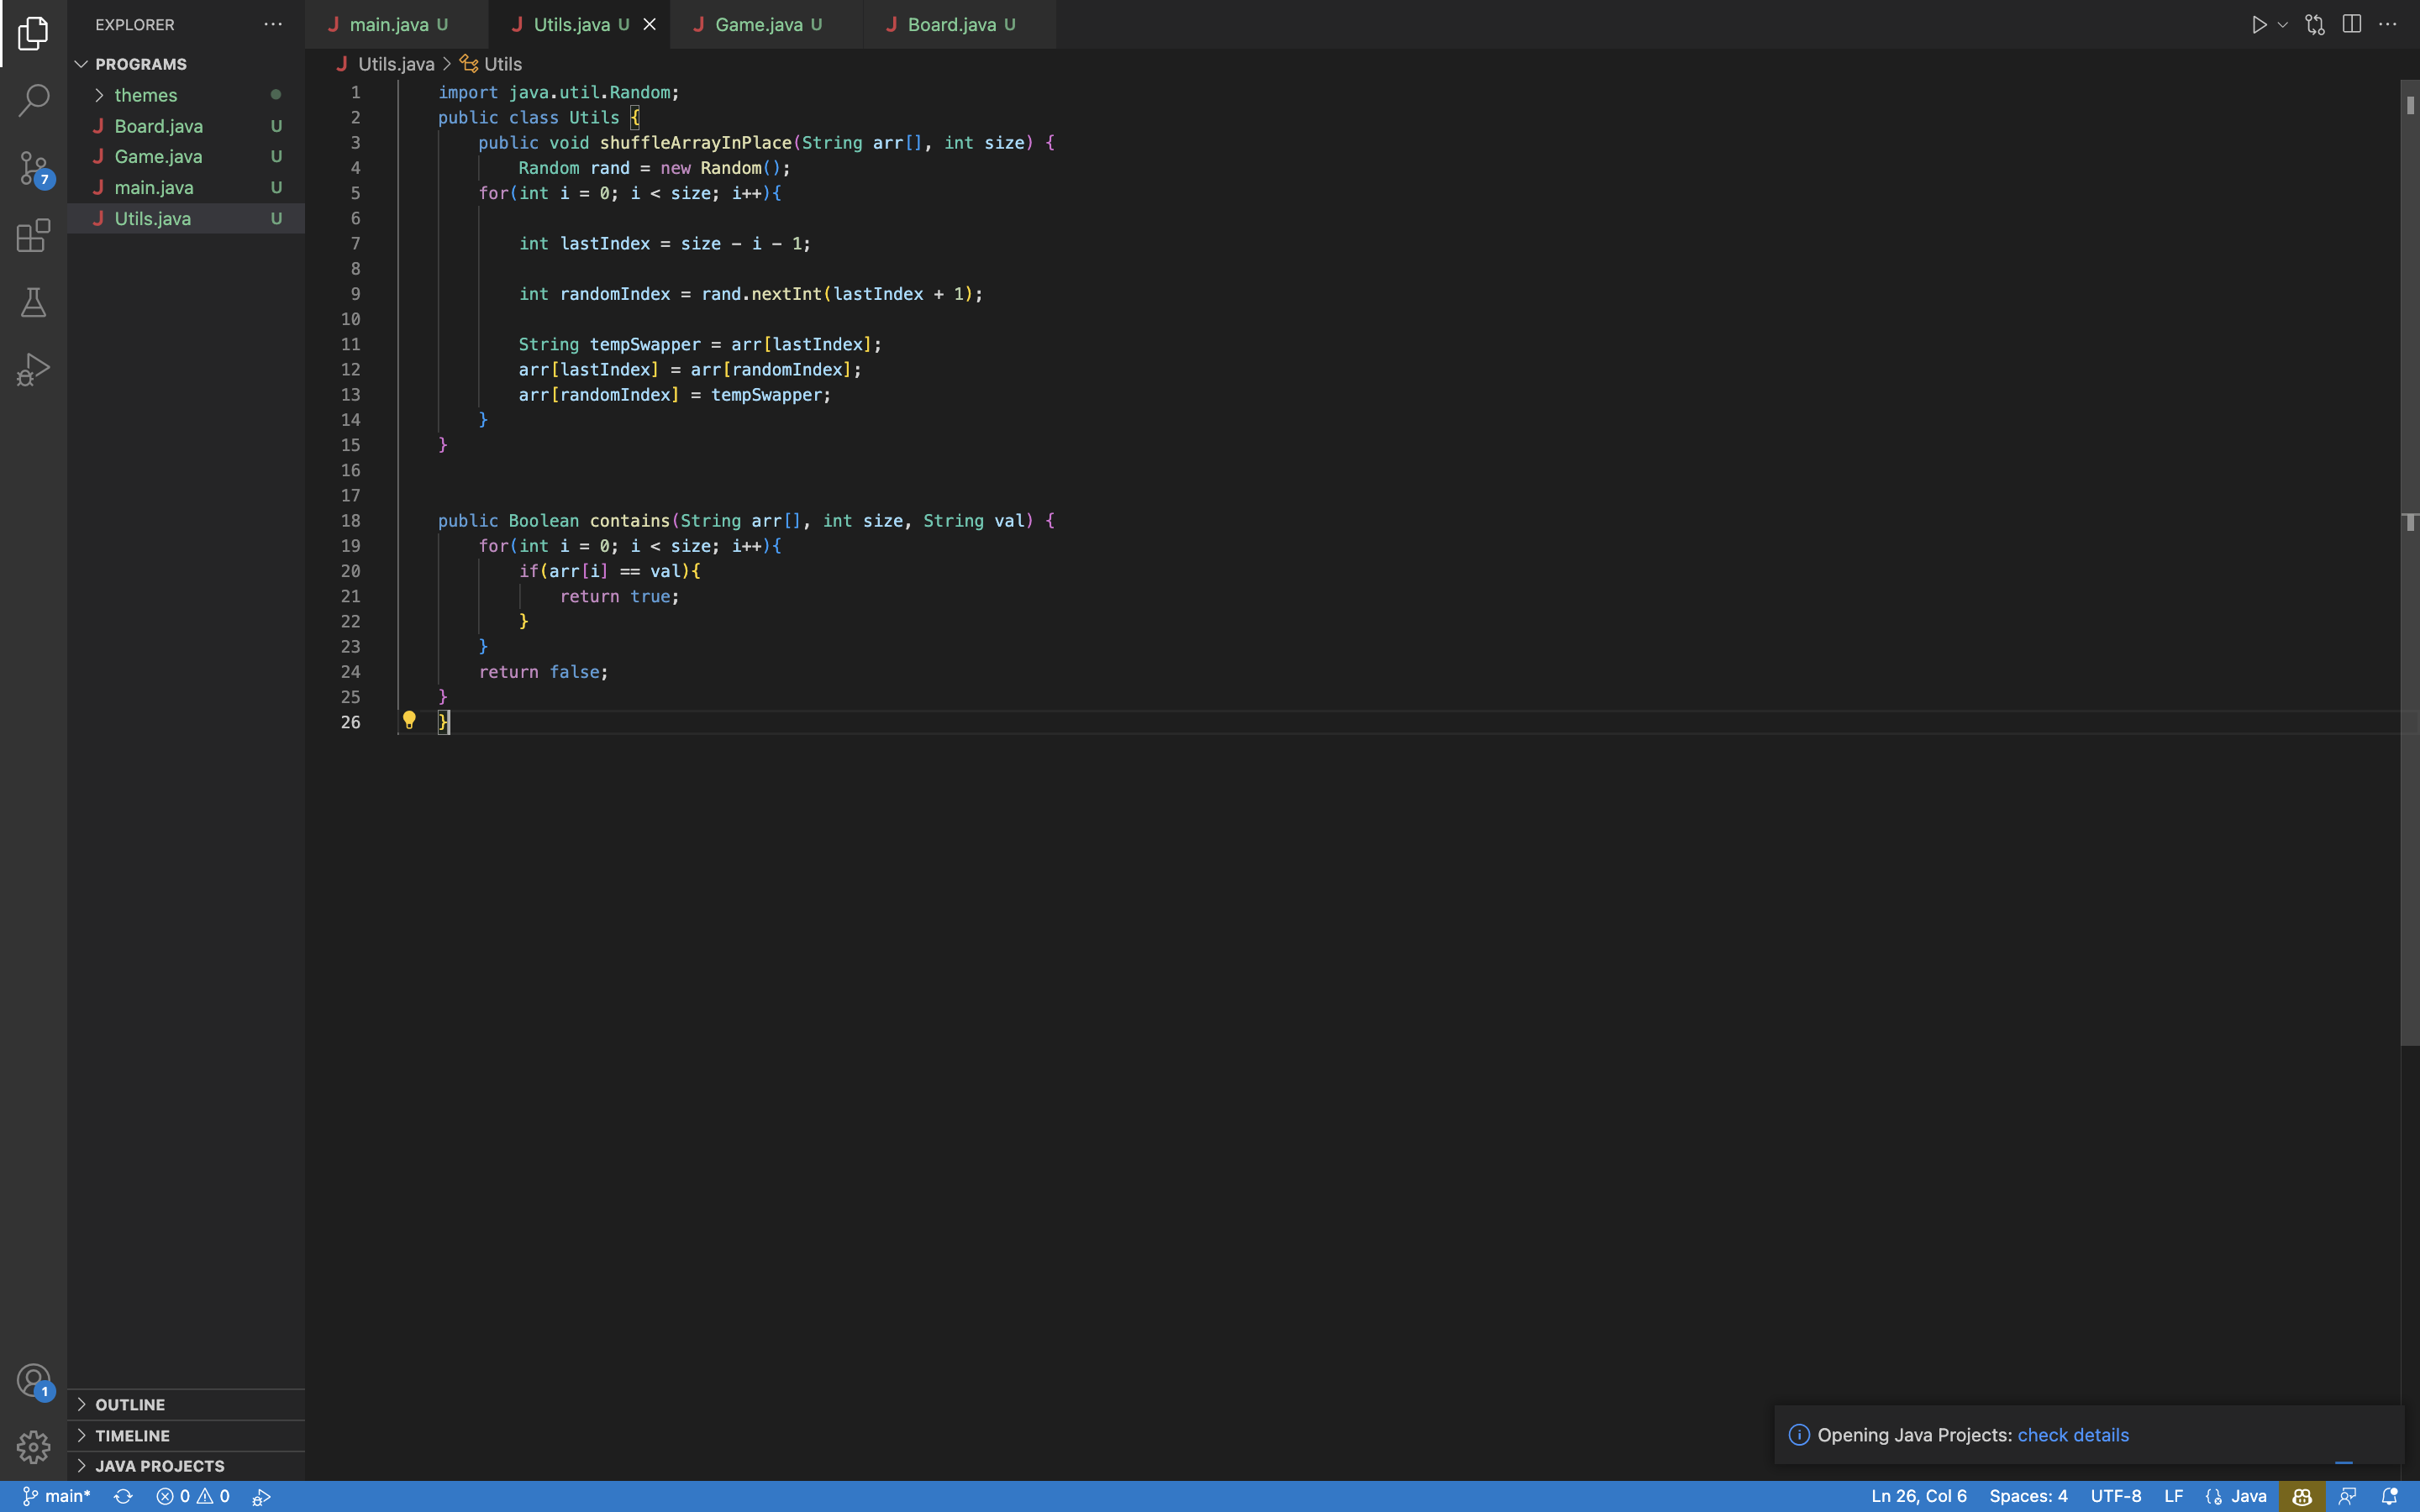 EXPLORER
PROGRAMS
themes
Board.java U
Game.java U
main.java U
Utils.java U
main.java U
Utils.java U
Game.java U
Board.java U
Utils.java > Utils
1 import java.util.Random;
2 public class Utils {
3 public void shuffleArrayInPlace(String arr[], int size) {
4 Random rand = new Random();
5 for(int i = 0; i < size; i++){
6
7 int lastIndex = size - i - 1;
8
9 int randomIndex = rand.nextInt(lastIndex + 1);
10
11 String tempSwapper = arr[lastIndex];
12 arr[lastIndex] = arr[randomIndex];
13 arr[randomIndex] = tempSwapper;
14 }
15 }
16
17
18 public Boolean contains(String arr[], int size, String val) {
19 for(int i = 0; i < size; i++){
20 if(arr[i] == val){
21 return true;
22 }
23 }
24 return false;
25 }
26 }
7
1
OUTLINE
TIMELINE
JAVA PROJECTS
Opening Java Projects: check details
main* 0 0
Ln 26, Col 6 Spaces: 4 UTF-8 LF Java